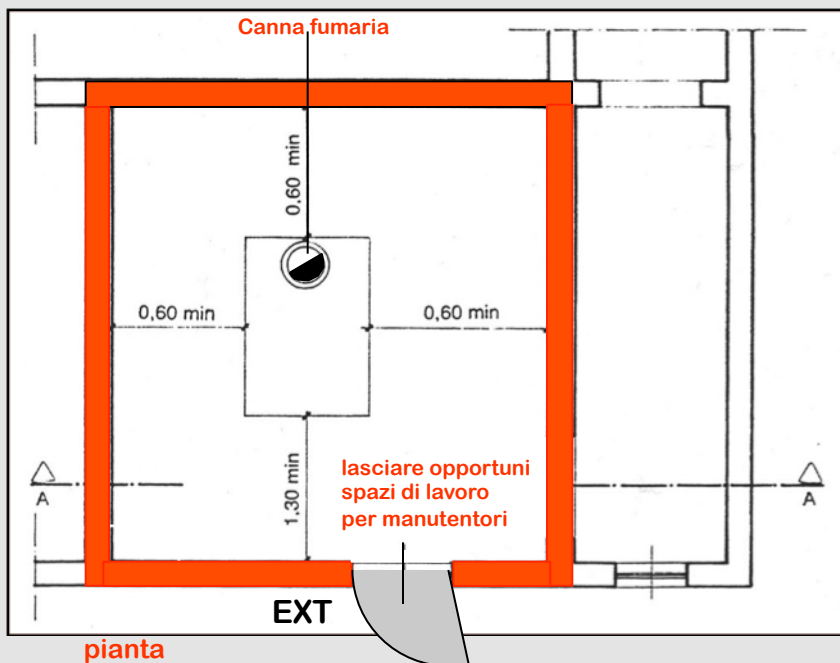 Canna fumaria
0,60 min
0,60 min
0,60 min
1,30 min
lasciare opportuni
spazi di lavoro
per manutentori
A
A
EXT
pianta